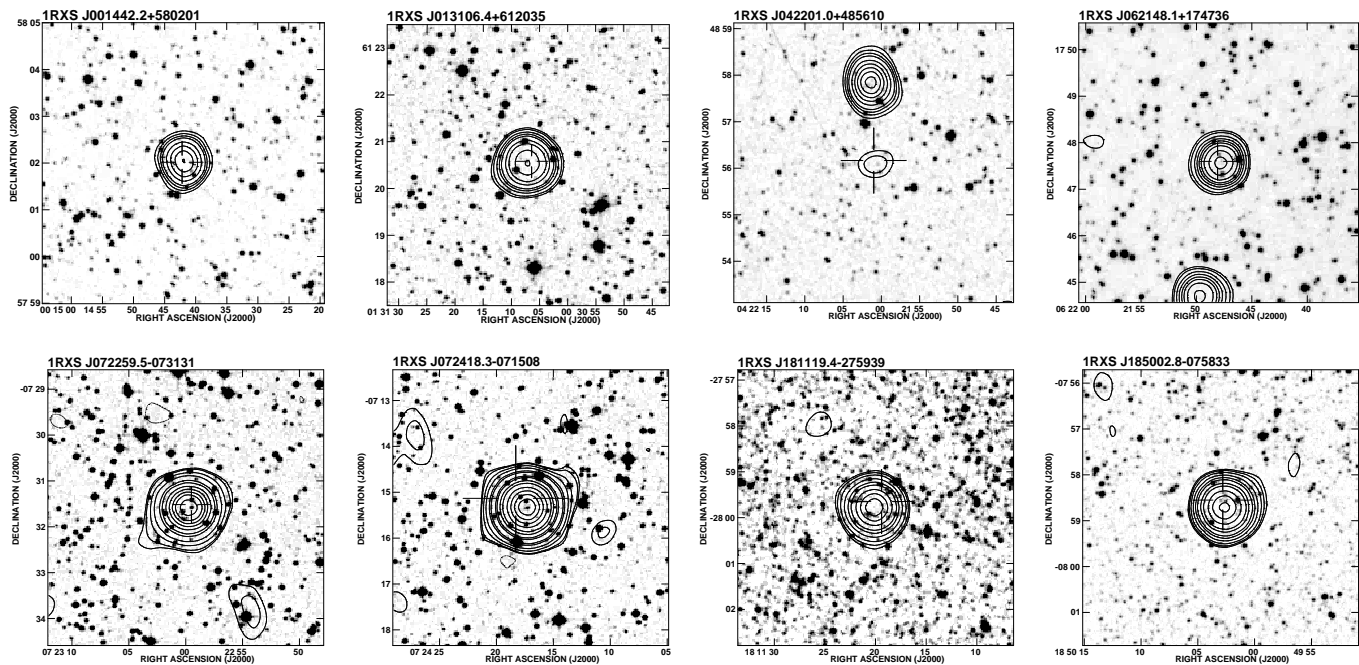 1RXS J001442.2+580201
DECLINATION (J2000)
58 05
04
03
02
01
00
57 59
00 15 00 14 55 50 45 40 35 30 25 20
RIGHT ASCENSION (J2000)
1RXS J013106.4+612035
DECLINATION (J2000)
61 23
22
21
20
19
18
01 31 30 25 20 15 10 05 00 30 55 50 45
RIGHT ASCENSION (J2000)
1RXS J042201.0+485610
DECLINATION (J2000)
48 59
58
57
56
55
54
04 22 15 10 05 00 21 55 50
RIGHT ASCENSION (J2000)
1RXS J062148.1+174736
DECLINATION (J2000)
17 50
49
48
47
46
45
06 22 00 21 55 50 45 40
RIGHT ASCENSION (J2000)
1RXS J072259.5-073131
DECLINATION (J2000)
-07 29
30
31
32
33
34
07 23 10 05 00 22 55 50
RIGHT ASCENSION (J2000)
1RXS J072418.3-071508
DECLINATION (J2000)
-07 13
14
15
16
17
18
07 24 25 20 15 10 05
RIGHT ASCENSION (J2000)
1RXS J181119.4-275939
DECLINATION (J2000)
-27 57
58
59
-28 00
01
02
18 11 30 25 20 15 10
RIGHT ASCENSION (J2000)
1RXS J185002.8-075833
DECLINATION (J2000)
-07 56
57
58
59
-08 00
01
18 50 15 10 05 00 49 55
RIGHT ASCENSION (J2000)